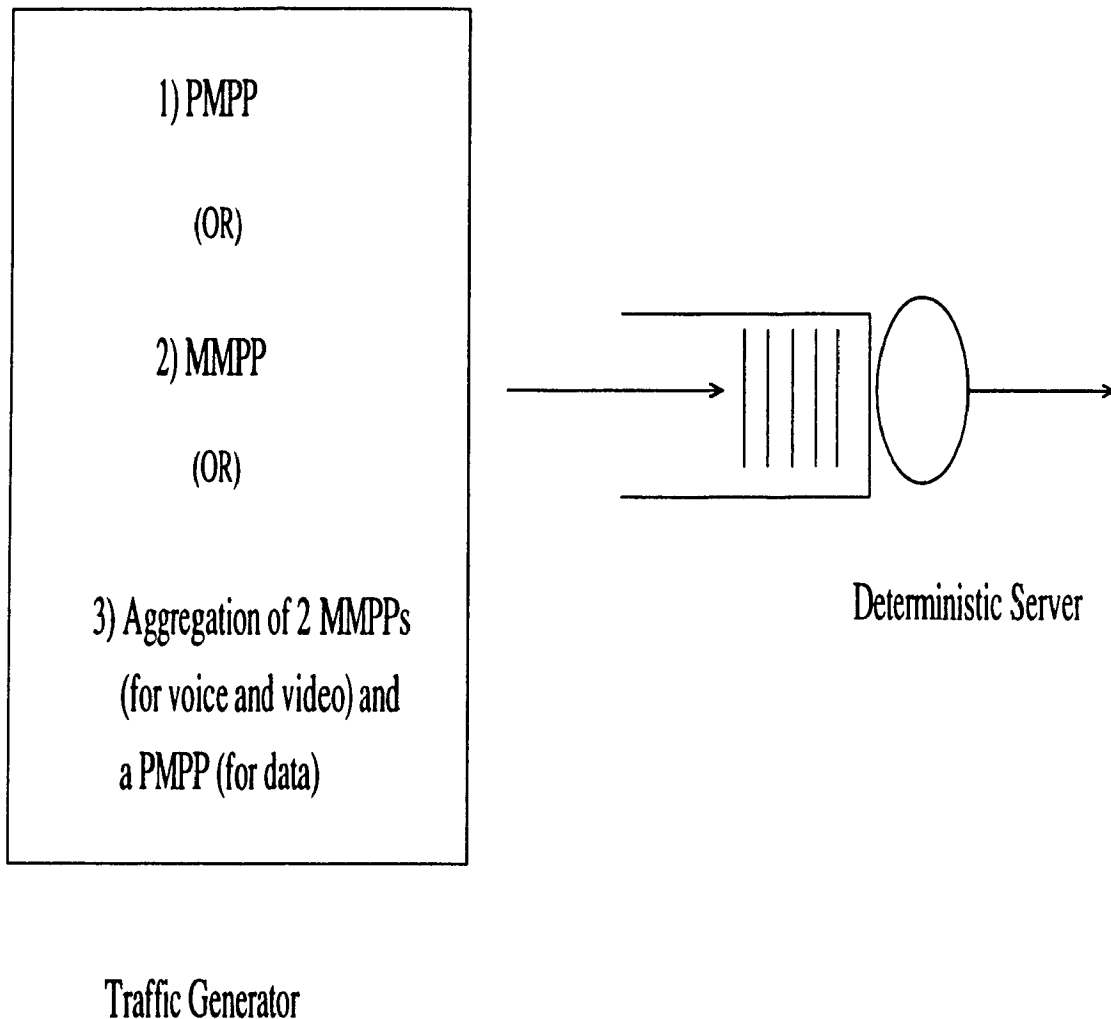 1) PMPP
(OR)
2) MMPP
(OR)
3) Aggregation of 2 MMPPs
(for voice and video) and
a PMPP (for data)
Deterministic Server
Traffic Generator